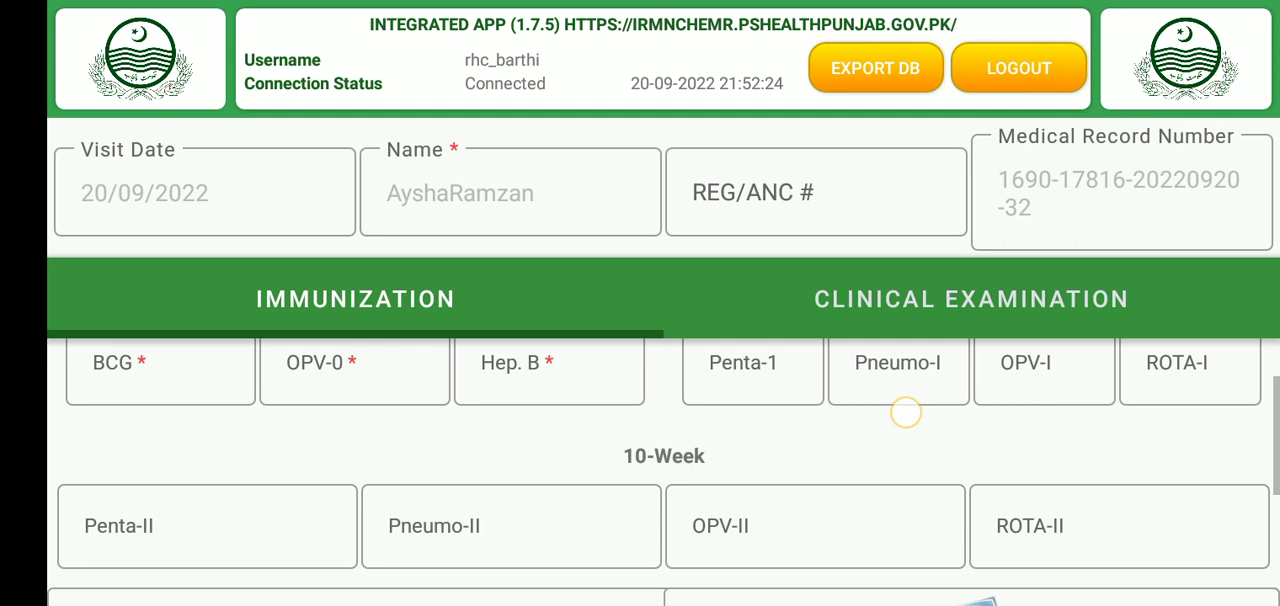 INTEGRATED APP (1.7.5) HTTPS://IRMNCHEMR.PSHEALTHPUNJAB.GOV.PK/
Username rhc_barthi
Connection Status Connected 20-09-2022 21:52:24
EXPORT DB LOGOUT
Visit Date Name * Medical Record Number
20/09/2022 AyshaRamzan REG/ANC # 1690-17816-20220920
-32
IMMUNIZATION CLINICAL EXAMINATION
BCG * OPV-0 * Hep. B * Penta-1 Pneumo-I OPV-I ROTA-I
10-Week
Penta-II Pneumo-II OPV-II ROTA-II